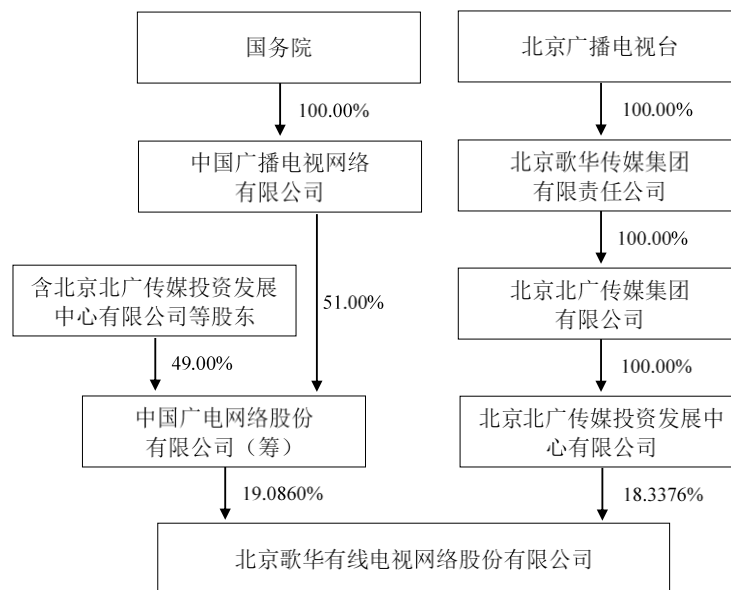 国务院
北京广播电视台
100.00%
100.00%
中国广播电视网络
有限公司
北京歌华传媒集团
有限责任公司
100.00%
含北京北广传媒投资发展
中心有限公司等股东
51.00%
北京北广传媒集团
有限公司
49.00%
100.00%
中国广电网络股份
有限公司（筹）
北京北广传媒投资发展中
心有限公司
19.0860%
18.3376%
北京歌华有线电视网络股份有限公司